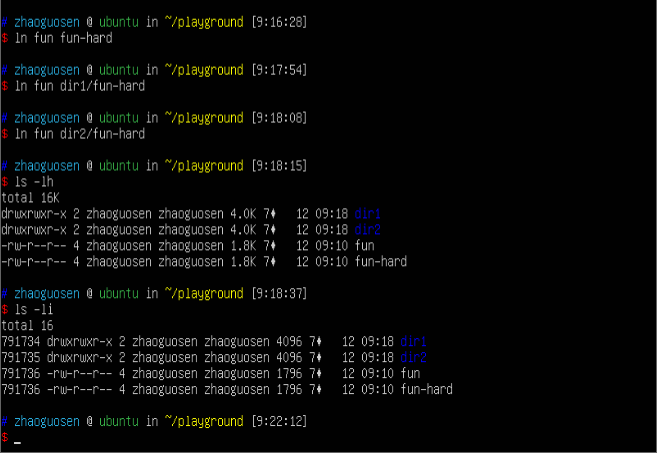 # zhaoguosen @ ubuntu in ~/playground [9:16:28]
$ ln fun fun-hard
# zhaoguosen @ ubuntu in ~/playground [9:17:54]
$ ln fun dir1/fun-hard
# zhaoguosen @ ubuntu in ~/playground [9:18:08]
$ ln fun dir2/fun-hard
# zhaoguosen @ ubuntu in ~/playground [9:18:15]
$ ls -lh
total 16K
drwxrwxr-x 2 zhaoguosen zhaoguosen 4.0K 7♦ 12 09:18 dir1
drwxrwxr-x 2 zhaoguosen zhaoguosen 4.0K 7♦ 12 09:18 dir2
-rw-r--r-- 4 zhaoguosen zhaoguosen 1.8K 7♦ 12 09:10 fun
-rw-r--r-- 4 zhaoguosen zhaoguosen 1.8K 7♦ 12 09:10 fun-hard
# zhaoguosen @ ubuntu in ~/playground [9:18:37]
$ ls -li
total 16
791734 drwxrwxr-x 2 zhaoguosen zhaoguosen 4096 7♦ 12 09:18 dir1
791735 drwxrwxr-x 2 zhaoguosen zhaoguosen 4096 7♦ 12 09:18 dir2
791736 -rw-r--r-- 4 zhaoguosen zhaoguosen 1796 7♦ 12 09:10 fun
791736 -rw-r--r-- 4 zhaoguosen zhaoguosen 1796 7♦ 12 09:10 fun-hard
# zhaoguosen @ ubuntu in ~/playground [9:22:12]
$ _